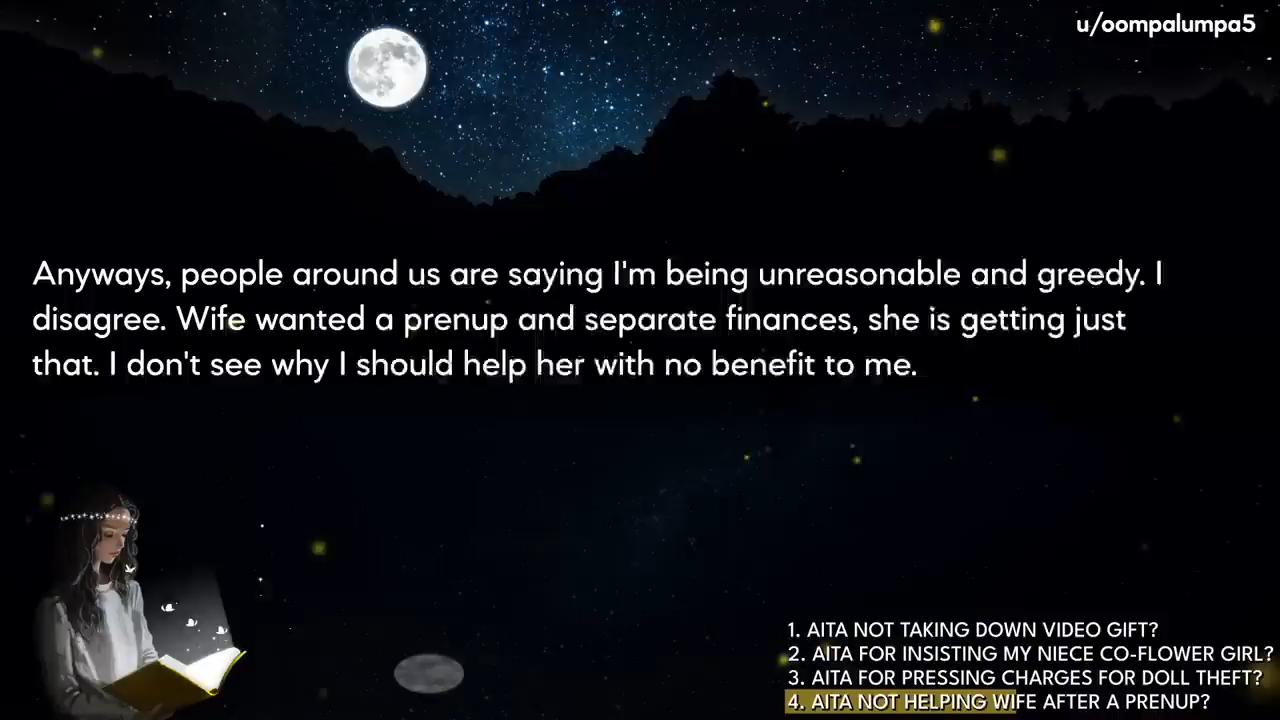 u/oompalumpa5
Anyways, people around us are saying I'm being unreasonable and greedy. I
disagree. Wife wanted a prenup and separate finances, she is getting just
that. I don't see why I should help her with no benefit to me.
1. AITA NOT TAKING DOWN VIDEO GIFT?
2. AITA FOR INSISTING MY NIECE CO-FLOWER GIRL?
3. AITA FOR PRESSING CHARGES FOR DOLL THEFT?
4. AITA NOT HELPING WIFE AFTER A PRENUP?